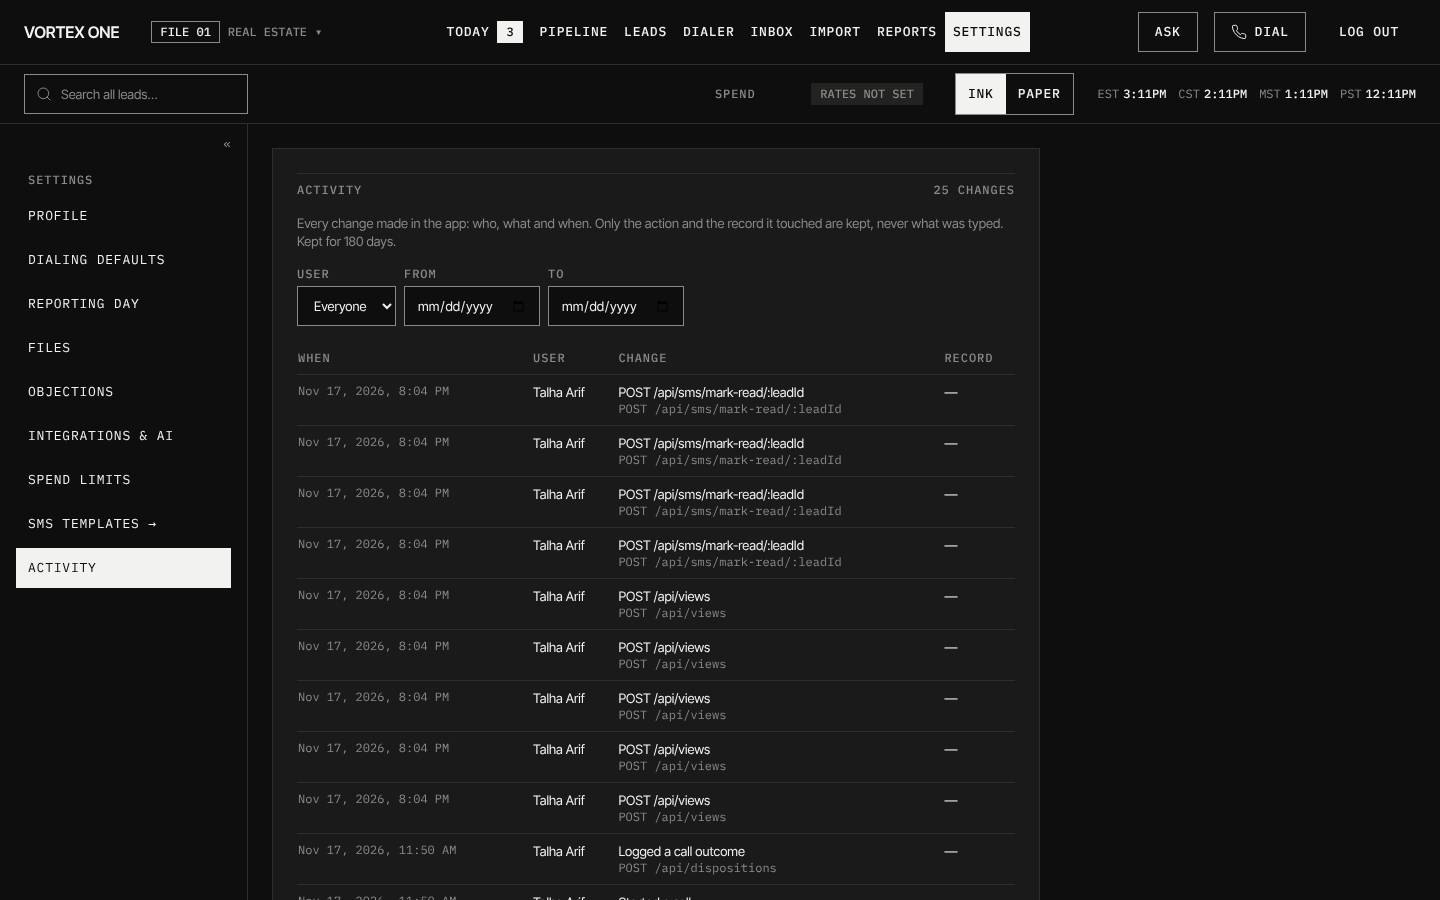 VORTEX ONE
FILE 01 REAL ESTATE ▾
TODAY 3 PIPELINE LEADS DIALER INBOX IMPORT REPORTS SETTINGS
ASK DIAL LOG OUT
Search all leads…
SPEND RATES NOT SET INK PAPER EST 3:11PM CST 2:11PM MST 1:11PM PST 12:11PM
«
SETTINGS
PROFILE
DIALING DEFAULTS
REPORTING DAY
FILES
OBJECTIONS
INTEGRATIONS & AI
SPEND LIMITS
SMS TEMPLATES →
ACTIVITY
ACTIVITY 25 CHANGES
Every change made in the app: who, what and when. Only the action and the record it touched are kept, never what was typed.
Kept for 180 days.
USER FROM TO
Everyone mm/dd/yyyy mm/dd/yyyy
WHEN USER CHANGE RECORD
Nov 17, 2026, 8:04 PM Talha Arif POST /api/sms/mark-read/:leadId —
POST /api/sms/mark-read/:leadId
Nov 17, 2026, 8:04 PM Talha Arif POST /api/sms/mark-read/:leadId —
POST /api/sms/mark-read/:leadId
Nov 17, 2026, 8:04 PM Talha Arif POST /api/sms/mark-read/:leadId —
POST /api/sms/mark-read/:leadId
Nov 17, 2026, 8:04 PM Talha Arif POST /api/sms/mark-read/:leadId —
POST /api/sms/mark-read/:leadId
Nov 17, 2026, 8:04 PM Talha Arif POST /api/views —
POST /api/views
Nov 17, 2026, 8:04 PM Talha Arif POST /api/views —
POST /api/views
Nov 17, 2026, 8:04 PM Talha Arif POST /api/views —
POST /api/views
Nov 17, 2026, 8:04 PM Talha Arif POST /api/views —
POST /api/views
Nov 17, 2026, 8:04 PM Talha Arif POST /api/views —
POST /api/views
Nov 17, 2026, 11:50 AM Talha Arif Logged a call outcome —
POST /api/dispositions